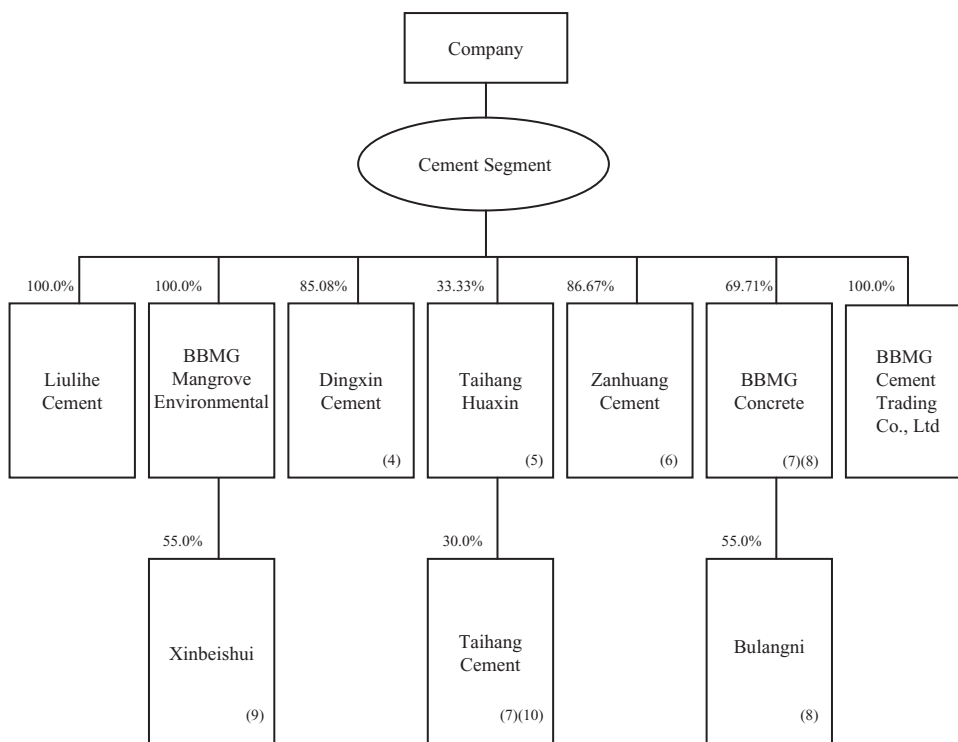 Company
Cement Segment
100.0%
100.0%
85.08%
33.33%
86.67%
69.71%
100.0%
Liulihe
Cement
BBMG
Mangrove
Environmental
Dingxin
Cement
(4)
Taihang
Huaxin
(5)
Zanhuang
Cement
(6)
BBMG
Concrete
(7)(8)
BBMG
Cement
Trading
Co., Ltd
55.0%
30.0%
55.0%
Xinbeishui
(9)
Taihang
Cement
(7)(10)
Bulangni
(8)